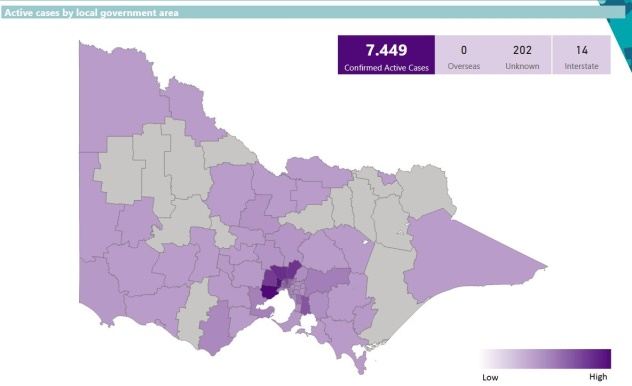 Active cases by local government area
7.449
Confirmed Active Cases
0
Overseas
202
Unknown
14
Interstate
Low
High